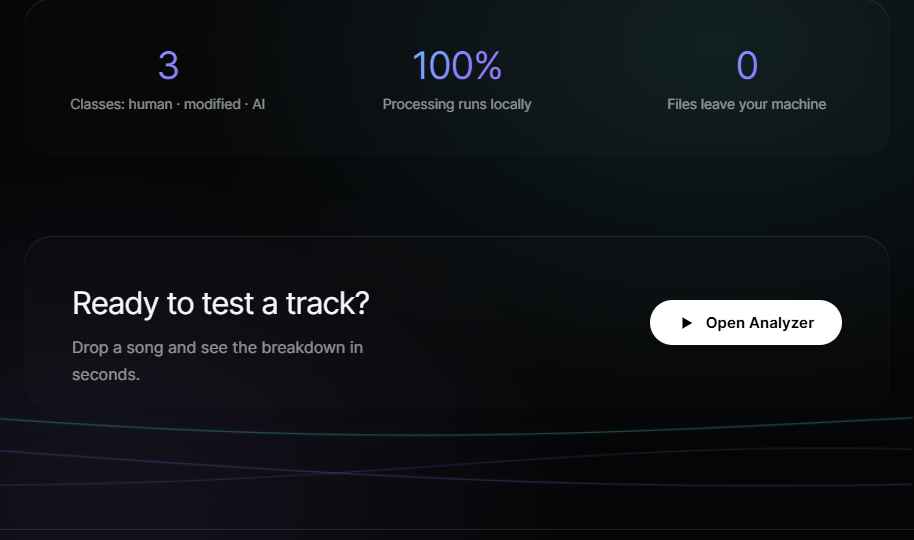 3
Classes: human · modified · AI
100%
Processing runs locally
0
Files leave your machine
Ready to test a track?
Drop a song and see the breakdown in
seconds.
Open Analyzer